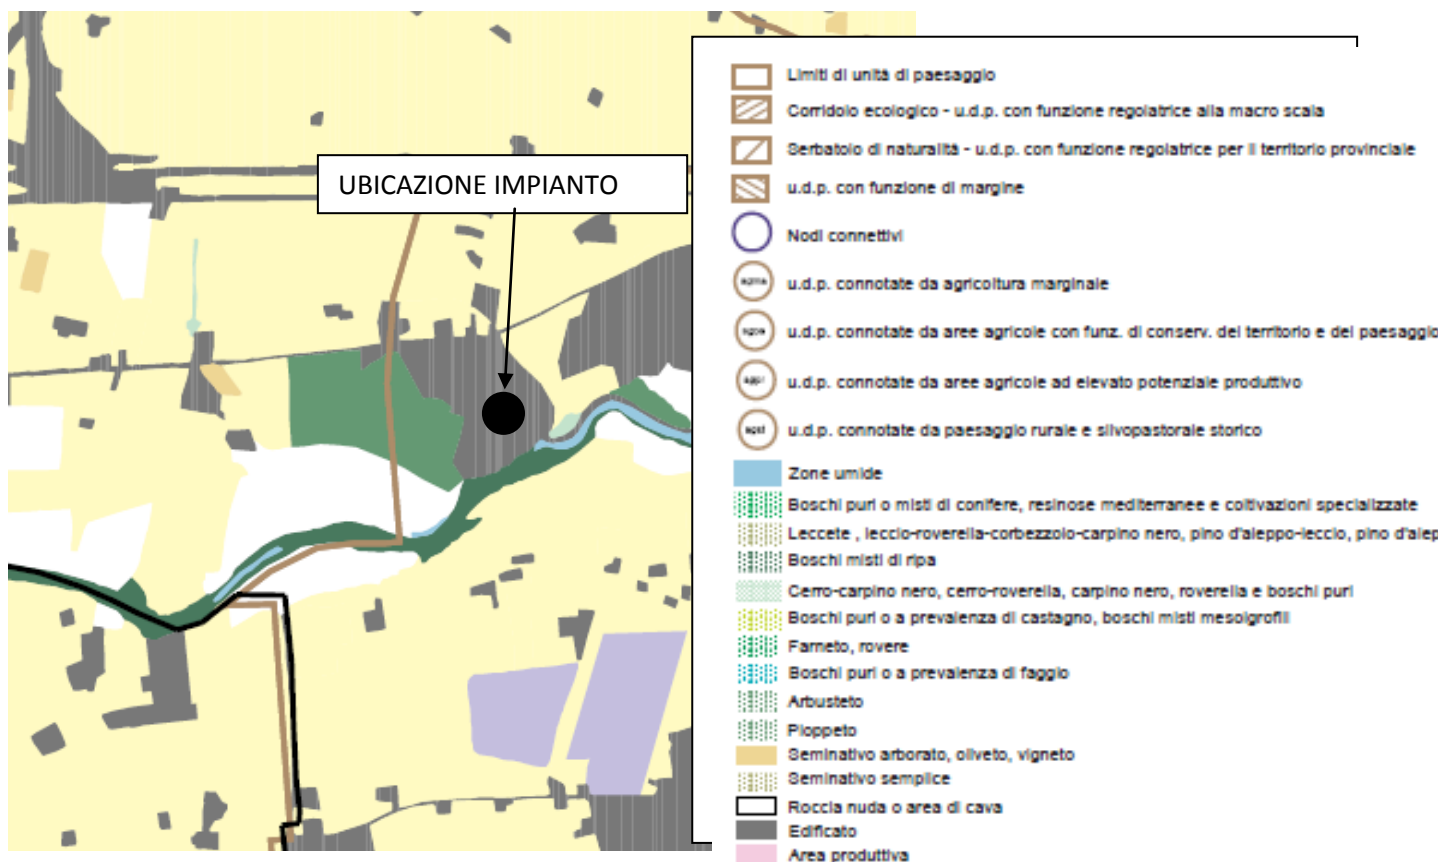 UBICAZIONE IMPIANTO
Limiti di unità di paesaggio
Corridoio ecologico - u.d.p. con funzione regolatrice alla macro scala
Serbatoio di naturalità - u.d.p. con funzione regolatrice per il territorio provinciale
u.d.p. con funzione di margine
Nodi connettivi
u.d.p. connotate da agricoltura marginale
u.d.p. connotate da aree agricole con funz. di conserv. del territorio e del paesaggio
u.d.p. connotate da aree agricole ad elevato potenziale produttivo
u.d.p. connotate da paesaggio rurale e silvopastorale storico
Zone umide
Boschi puri o misti di conifere, resinose mediterranee e coltivazioni specializzate
Leccete , leccio-roverella-corbezzolo-carpino nero, pino d'aleppo-leccio, pino d'alep
Boschi misti di ripa
Cerro-carpino nero, cerro-roverella, carpino nero, roverella e boschi puri
Boschi puri o a prevalenza di castagno, boschi misti mesoigrofili
Farneto, rovere
Boschi puri o a prevalenza di faggio
Arbusteto
Pioppeto
Seminativo arborato, oliveto, vigneto
Seminativo semplice
Roccia nuda o area di cava
Edificato
Area produttiva